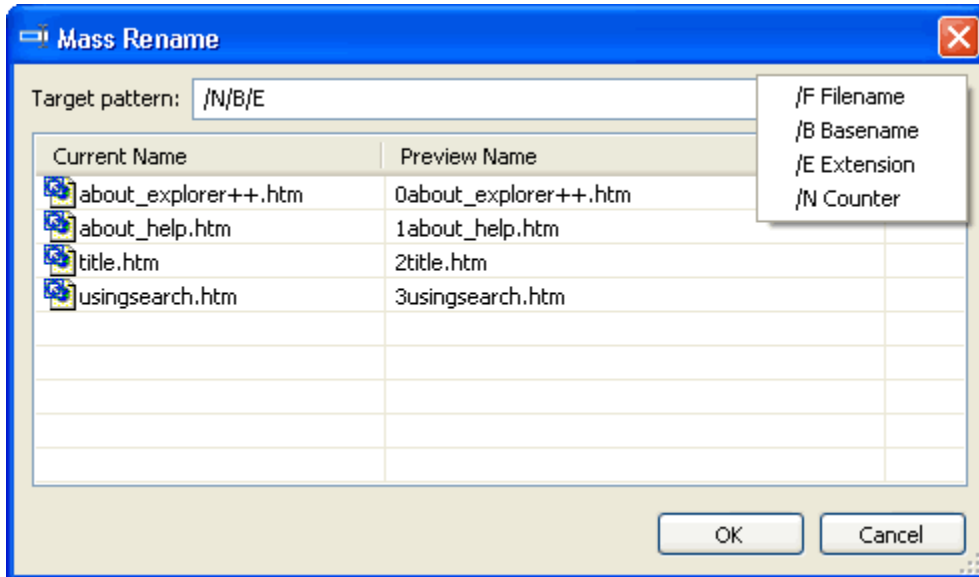 Mass Rename
Target pattern: /N/B/E
/F Filename
/B Basename
/E Extension
/N Counter
Current Name Preview Name
about_explorer++.htm 0about_explorer++.htm
about_help.htm 1about_help.htm
title.htm 2title.htm
usingsearch.htm 3usingsearch.htm
OK Cancel